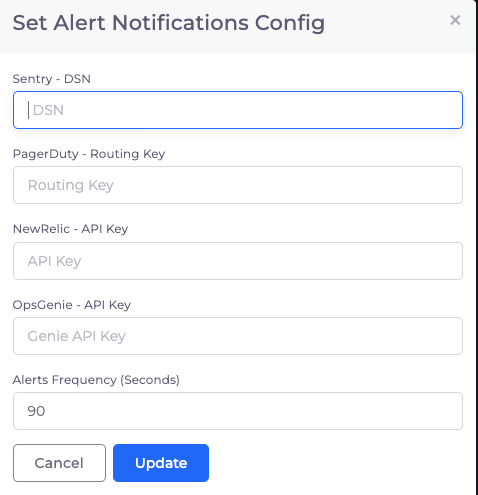 Set Alert Notifications Config ×
Sentry - DSN
DSN
PagerDuty - Routing Key
Routing Key
NewRelic - API Key
API Key
OpsGenie - API Key
Genie API Key
Alerts Frequency (Seconds)
90
Cancel Update